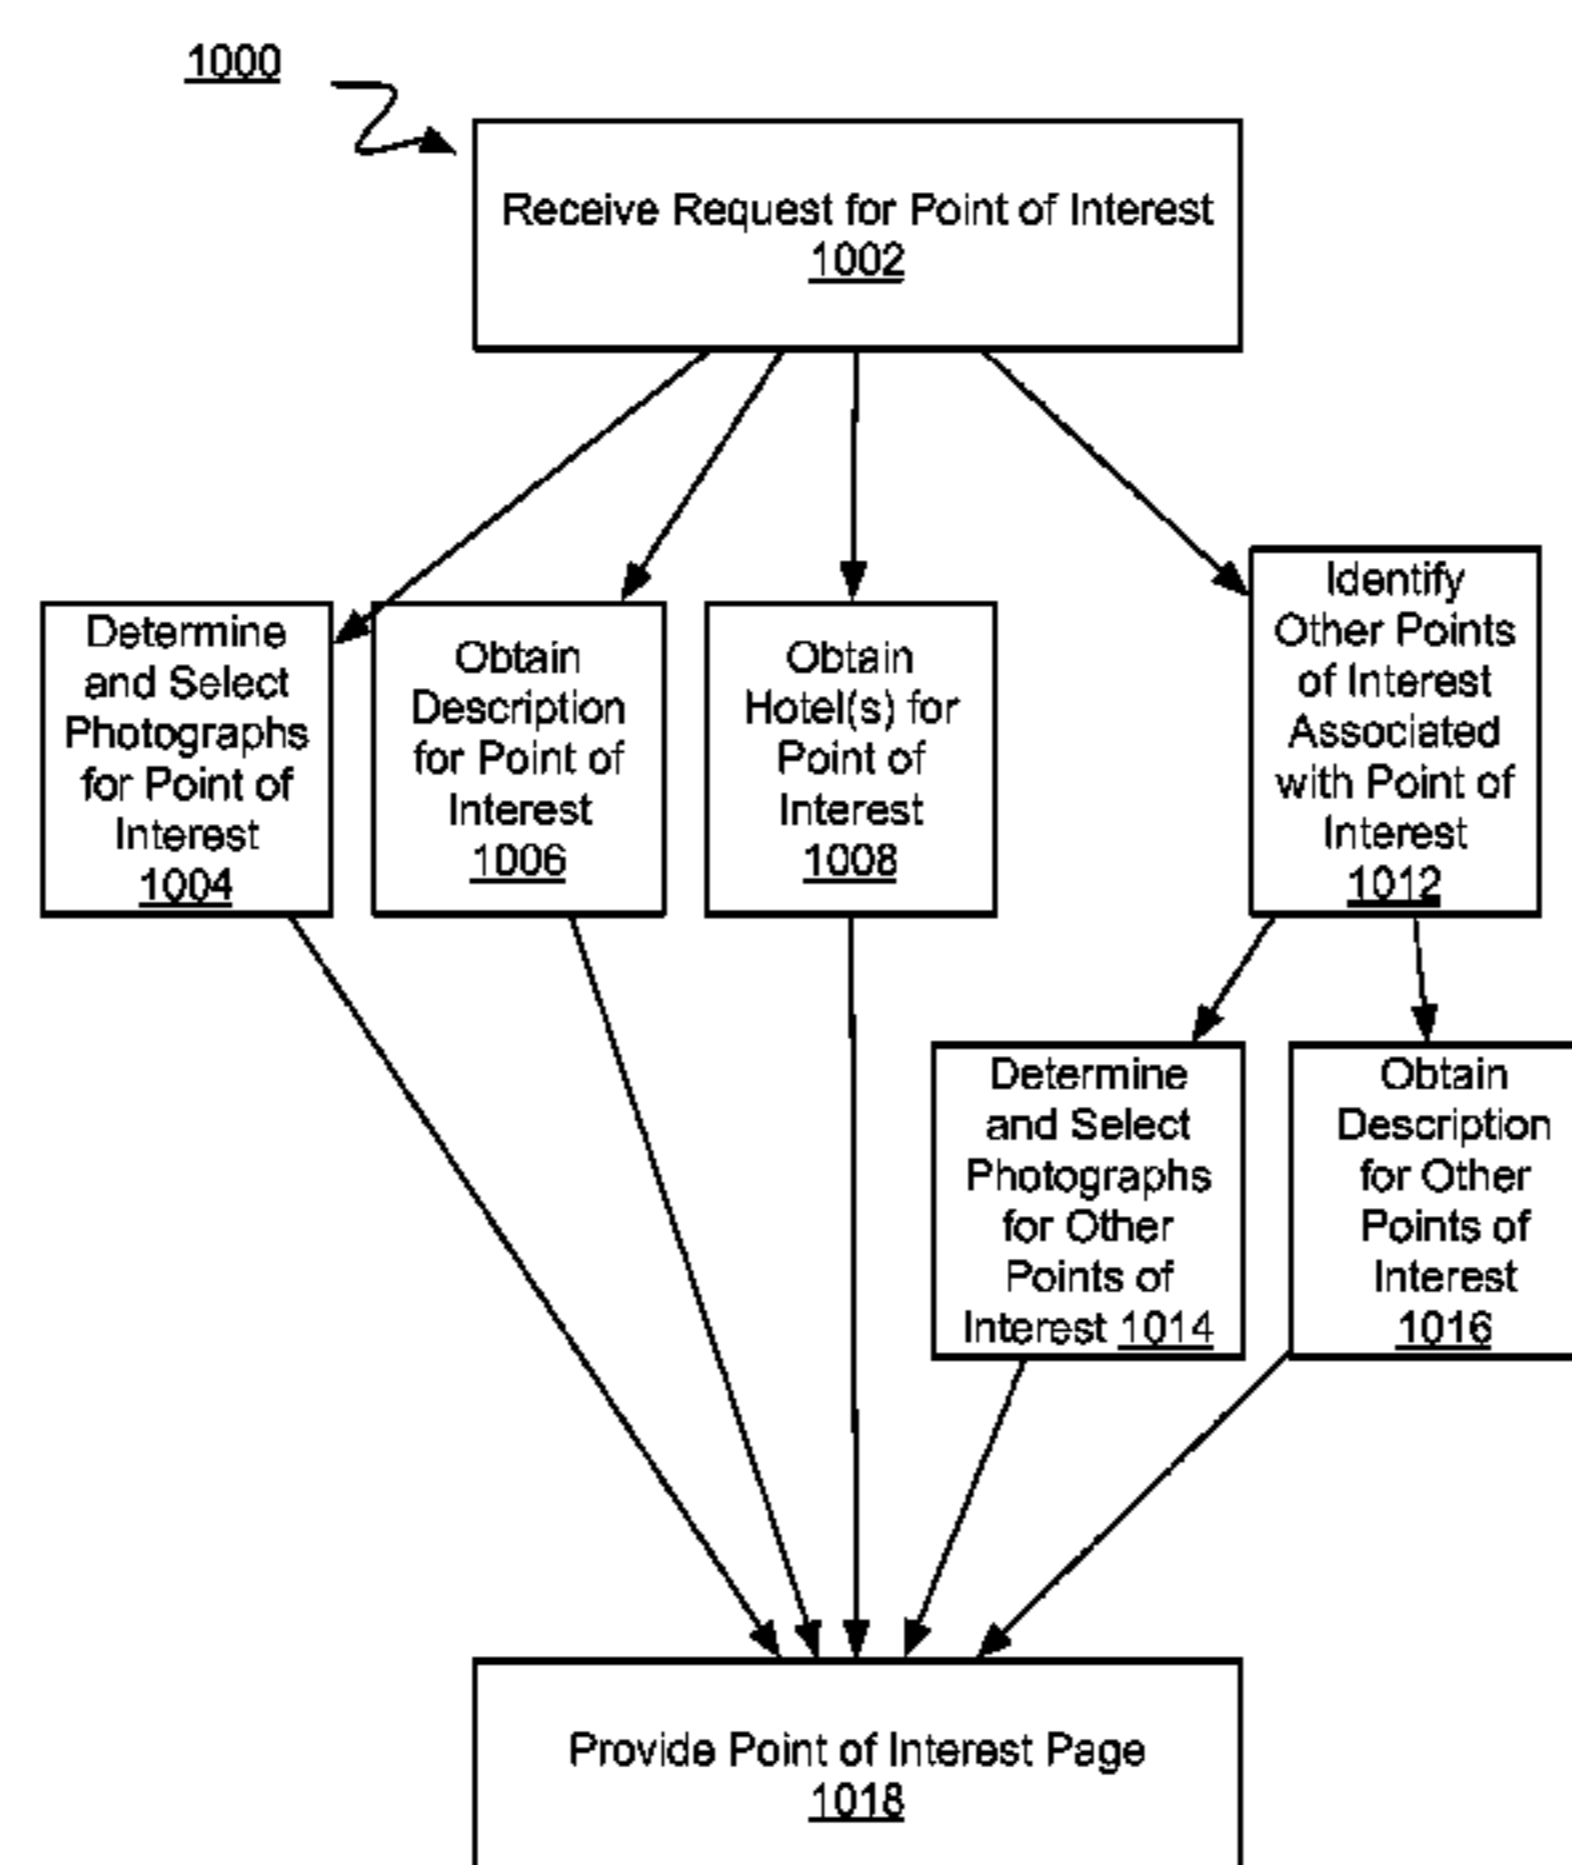 1000
Receive Request for Point of Interest
1002
Determine
and Select
Photographs
for Point of
Interest
1004
Obtain
Description
for Point of
Interest
1006
Obtain
Hotel(s) for
Point of
Interest
1008
Identify
Other Points
of Interest
Associated
with Point of
Interest
1012
Determine
and Select
Photographs
for Other
Points of
Interest 1014
Obtain
Description
for Other
Points of
Interest
1016
Provide Point of Interest Page
1018